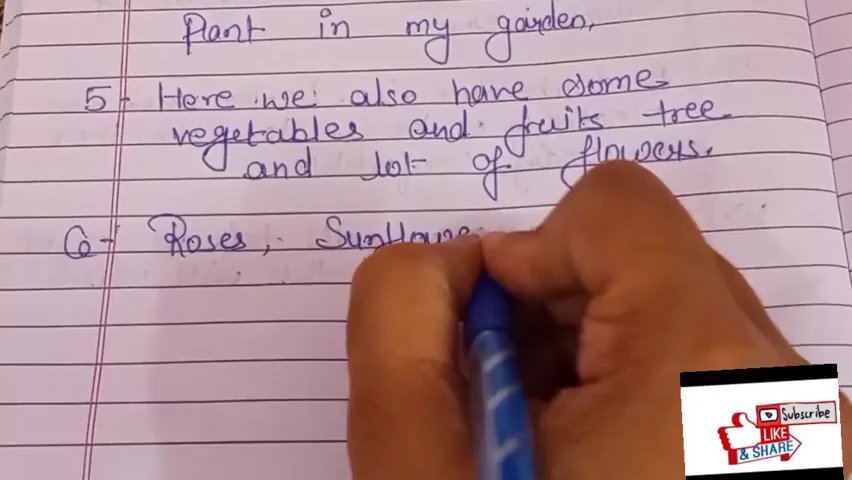 Plant in my garden.
5- Here we also have some
vegetables and fruits tree
and lot of flowers.
6- Roses,
Subscribe
LIKE
& SHARE